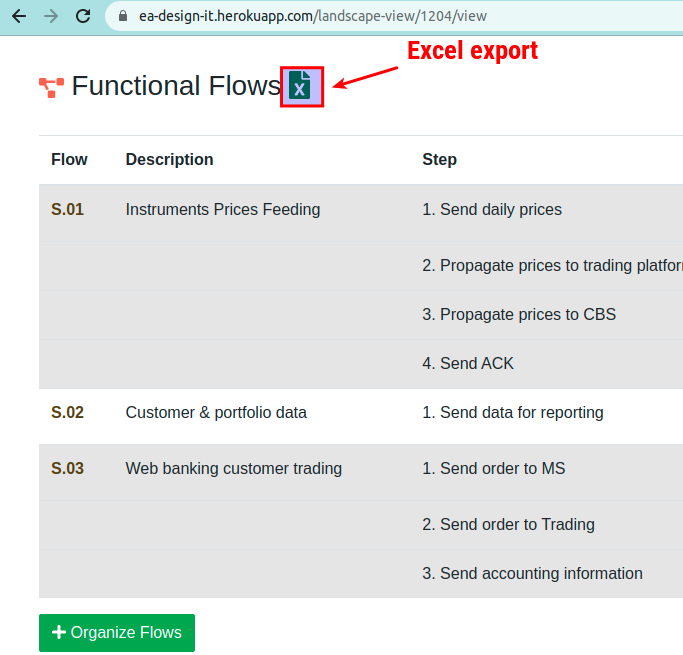 ea-design-it.herokuapp.com/landscape-view/1204/view
Excel export
Functional Flows
Flow Description Step
S.01 Instruments Prices Feeding 1. Send daily prices
2. Propagate prices to trading platfor
3. Propagate prices to CBS
4. Send ACK
S.02 Customer & portfolio data 1. Send data for reporting
S.03 Web banking customer trading 1. Send order to MS
2. Send order to Trading
3. Send accounting information
Organize Flows